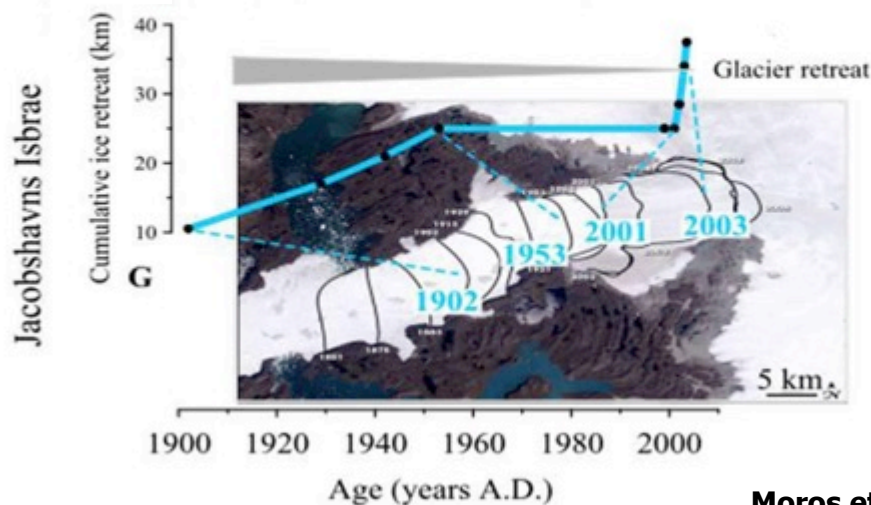 Jacobshavns Isbrae
Cumulative ice retreat (km)
40
30
20
10
Glacier retreat
G
1902
1953
2001
2003
5 km
N
1900 1920 1940 1960 1980 2000
Age (years A.D.)
Moros et